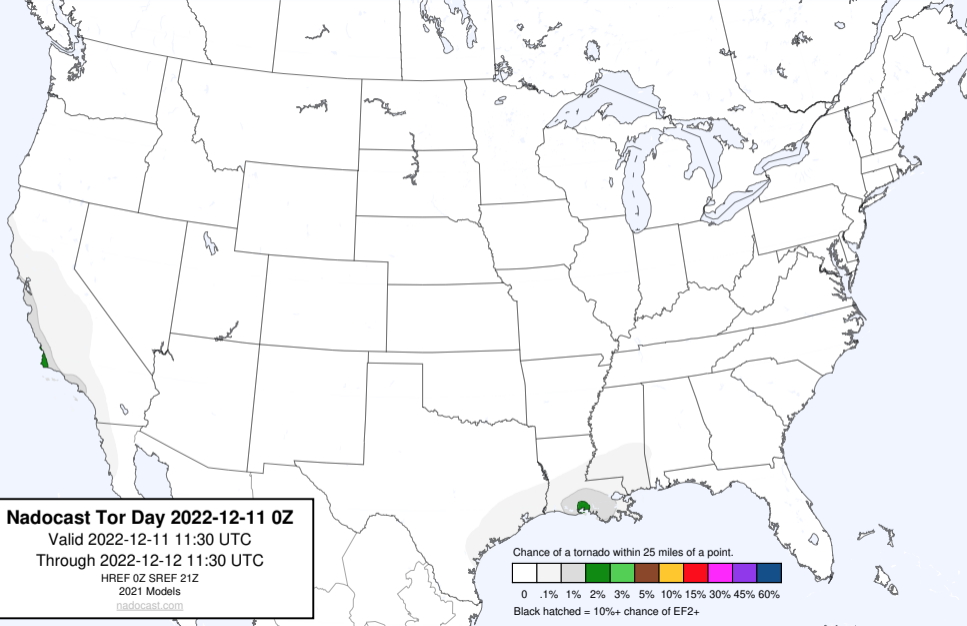 Nadocast Tor Day 2022-12-11 0Z
Valid 2022-12-11 11:30 UTC
Through 2022-12-12 11:30 UTC
HREF 0Z SREF 21Z
2021 Models
nadocast.com
Chance of a tornado within 25 miles of a point.
0 .1% 1% 2% 3% 5% 10% 15% 30% 45% 60%
Black hatched = 10%+ chance of EF2+